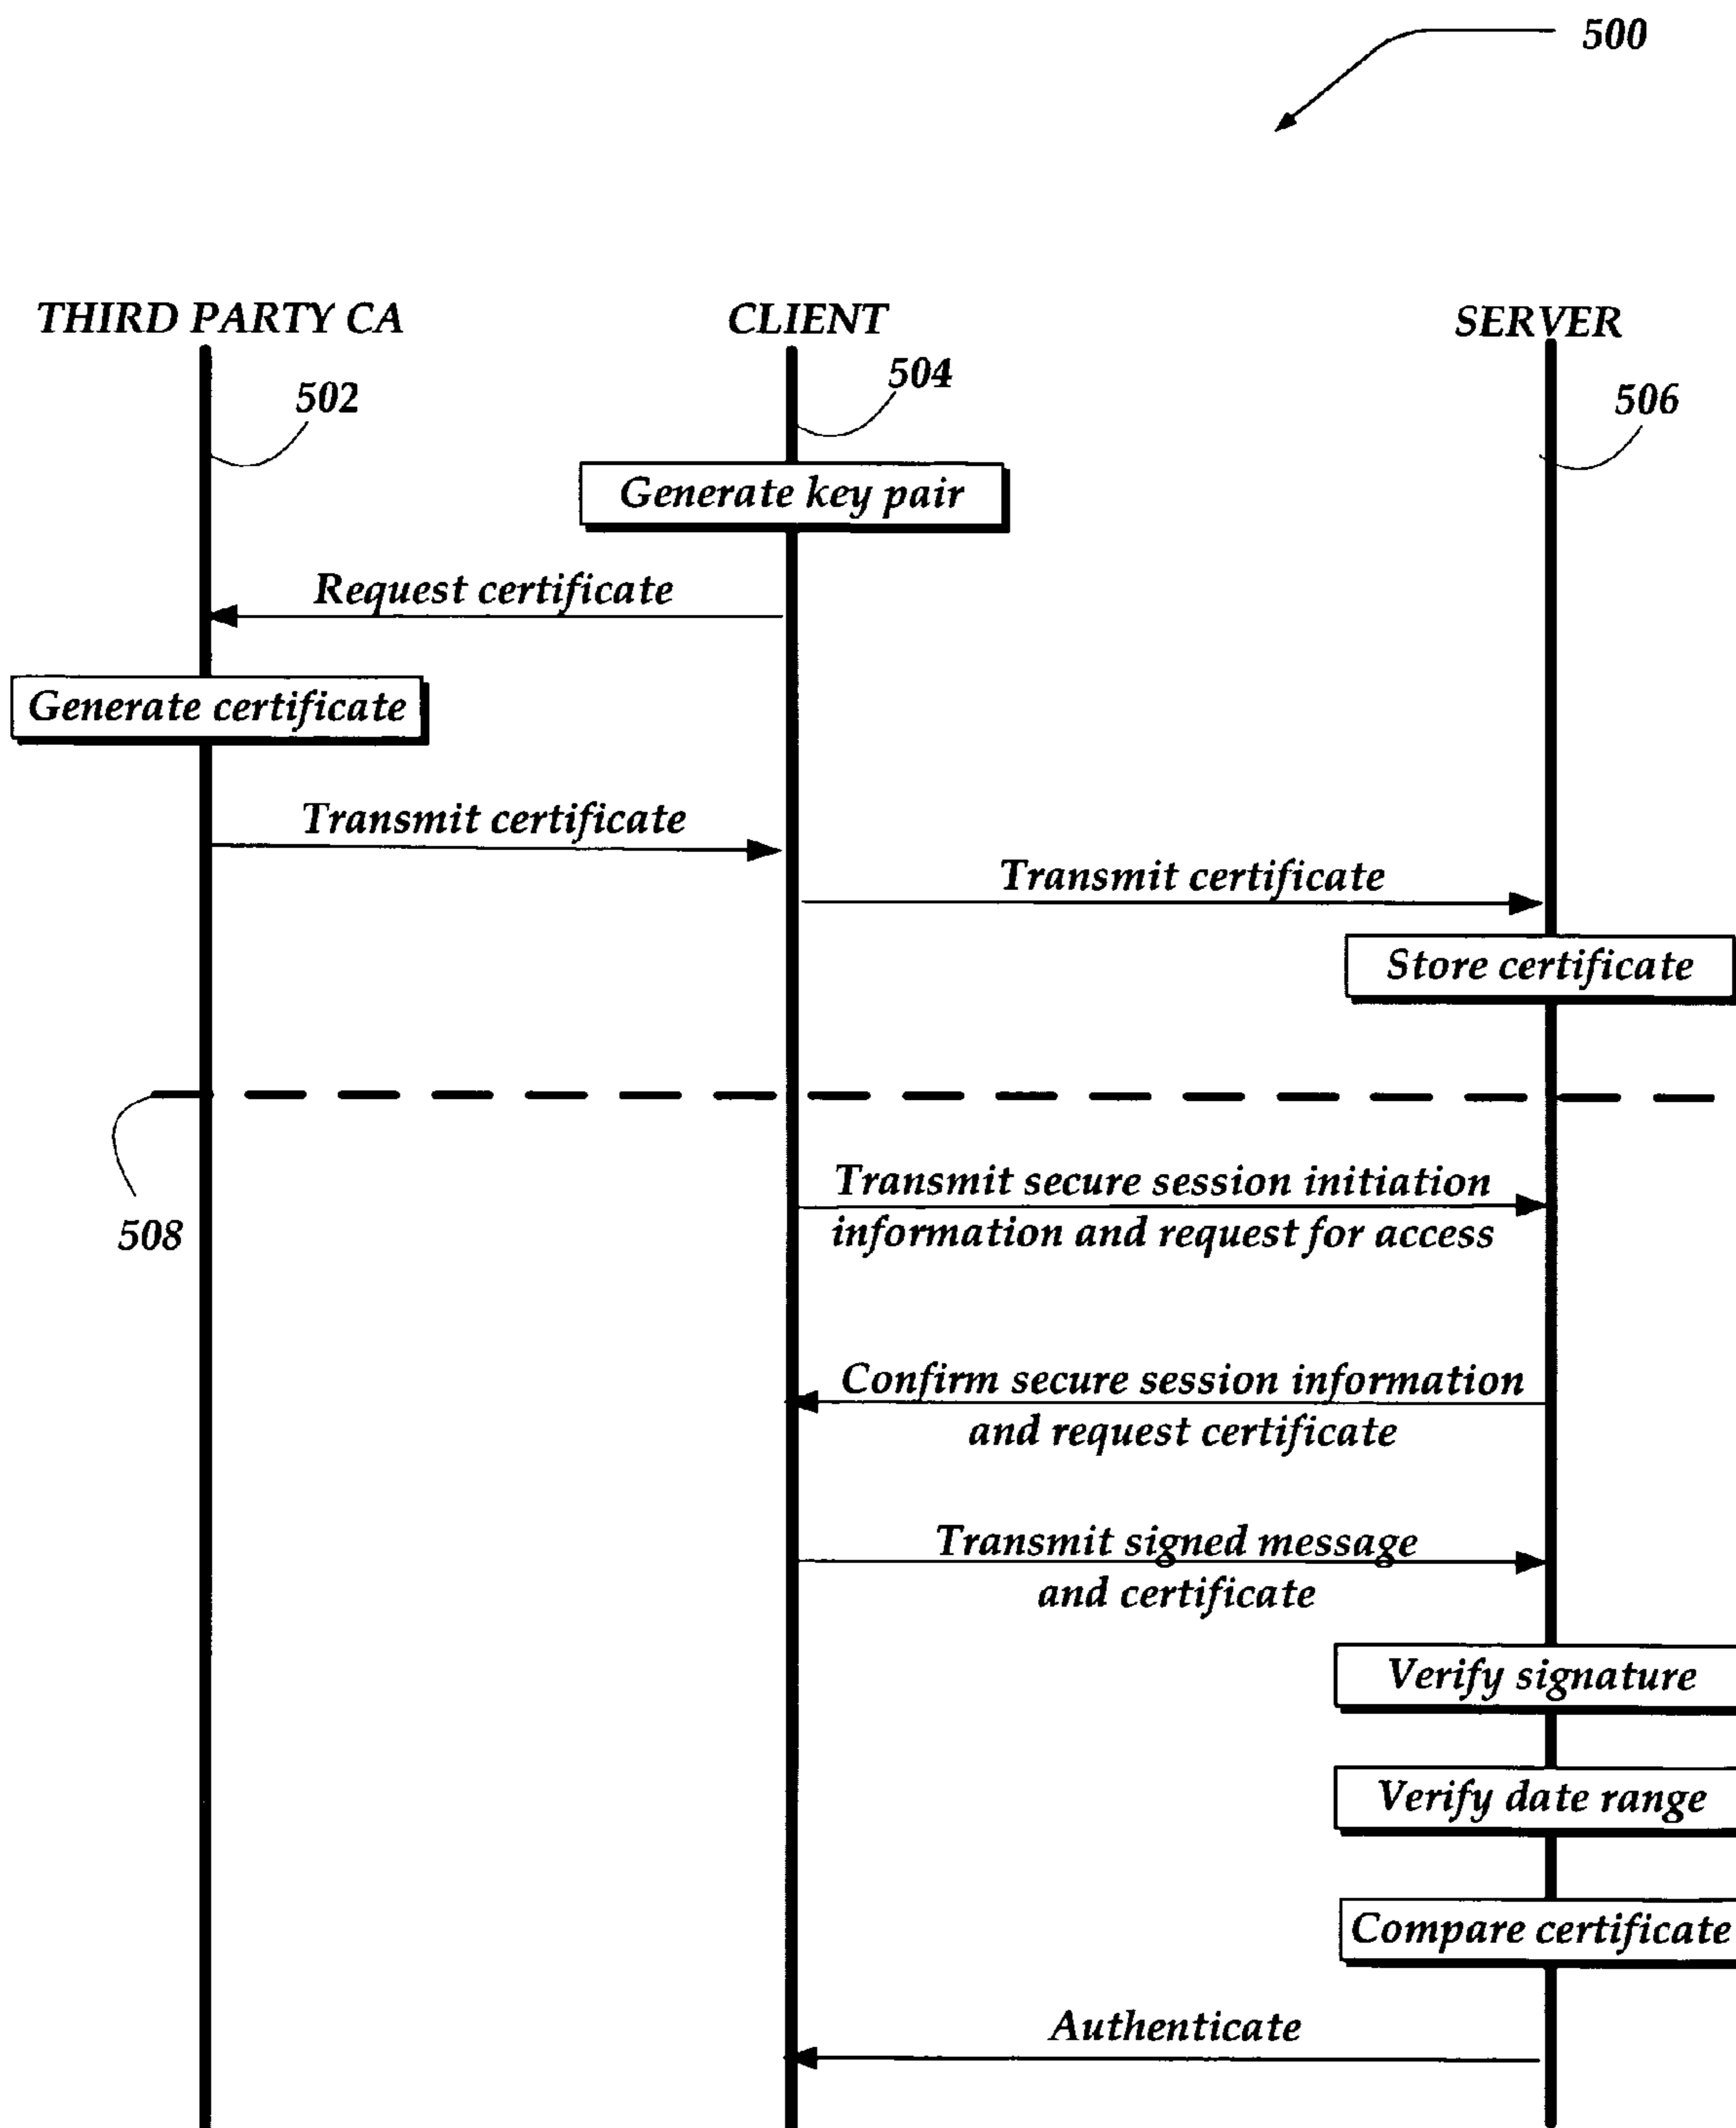 500
THIRD PARTY CA
CLIENT
SERVER
502
504
506
Generate key pair
Request certificate
Generate certificate
Transmit certificate
Transmit certificate
Store certificate
508
Transmit secure session initiation
information and request for access
Confirm secure session information
and request certificate
Transmit signed message
and certificate
Verify signature
Verify date range
Compare certificate
Authenticate